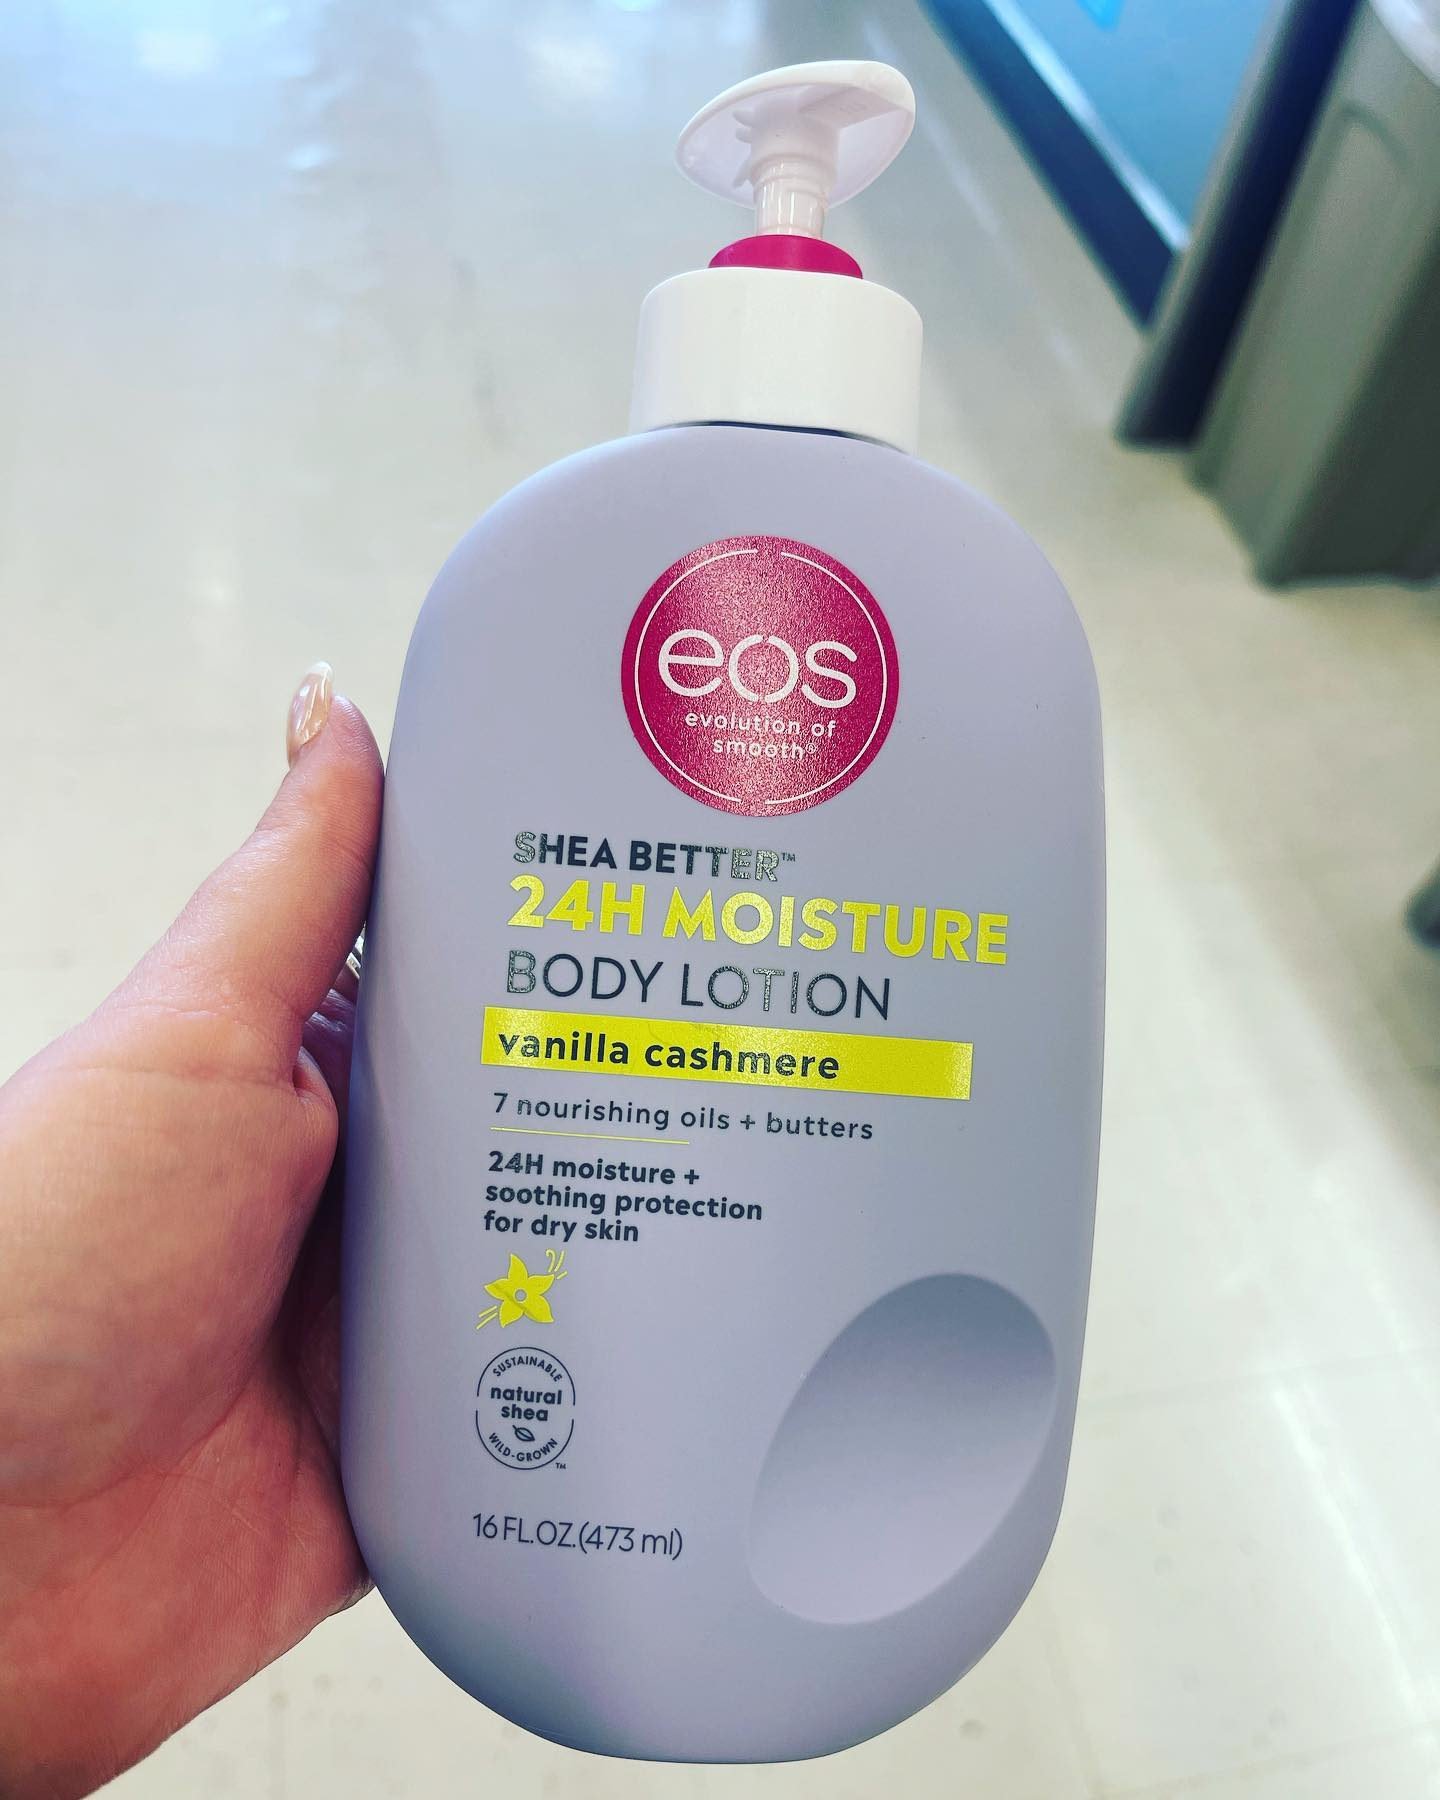 eos
evolution of
smooth®
SHEA BETTER™
24H MOISTURE
BODY LOTION
vanilla cashmere
7 nourishing oils + butters
24H moisture +
soothing protection
for dry skin
SUSTAINABLE
natural
shea
WILD-GROWN™
16 FL.OZ.(473 ml)